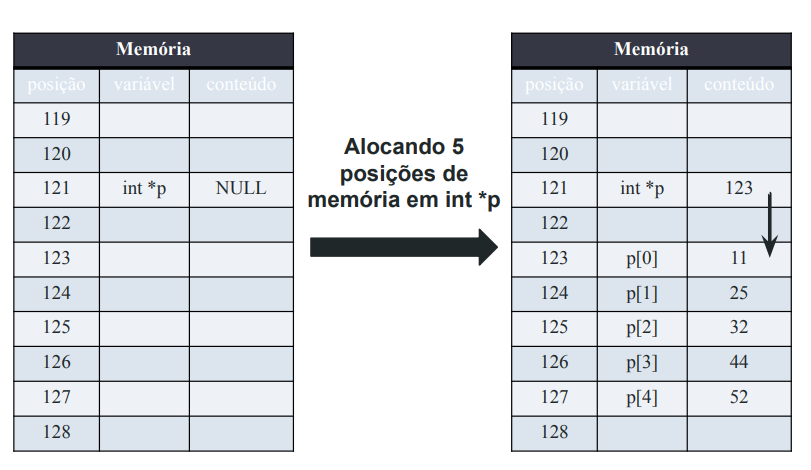 Memória
posição variável conteúdo
119
120
121 int *p NULL
122
123
124
125
126
127
128
Alocando 5
posições de
memória em int *p
Memória
posição variável conteúdo
119
120
121 int *p 123
122
123 p[0] 11
124 p[1] 25
125 p[2] 32
126 p[3] 44
127 p[4] 52
128